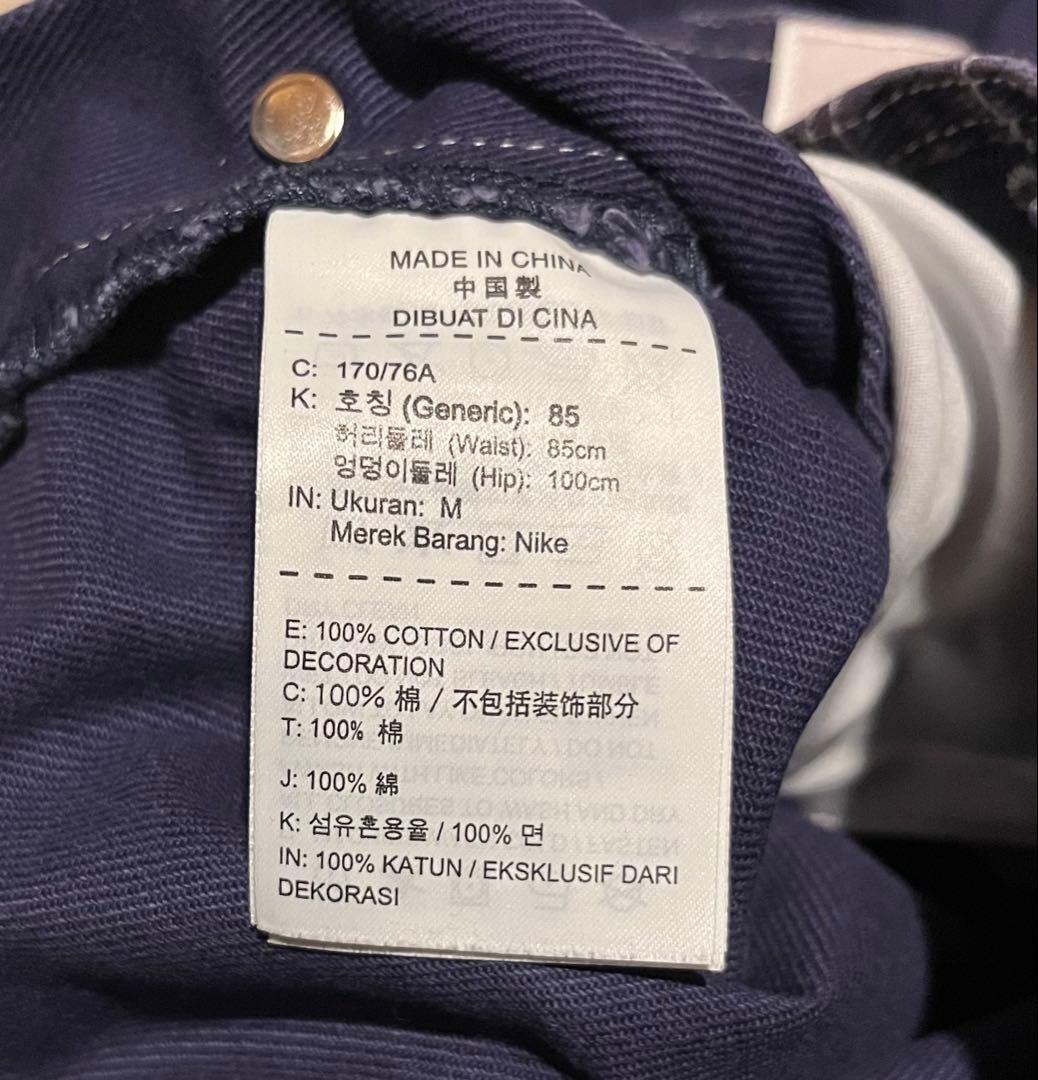 MADE IN CHINA
中国製
DIBUAT DI CINA
C: 170/76A
K: 호칭 (Generic): 85
허리둘레 (Waist): 85cm
엉덩이둘레 (Hip): 100cm
IN: Ukuran: M
Merek Barang: Nike
E: 100% COTTON / EXCLUSIVE OF
DECORATION
C: 100% 棉 / 不包括装饰部分
T: 100% 棉
J: 100% 綿
K: 섬유혼용율 / 100% 면
IN: 100% KATUN / EKSKLUSIF DARI
DEKORASI